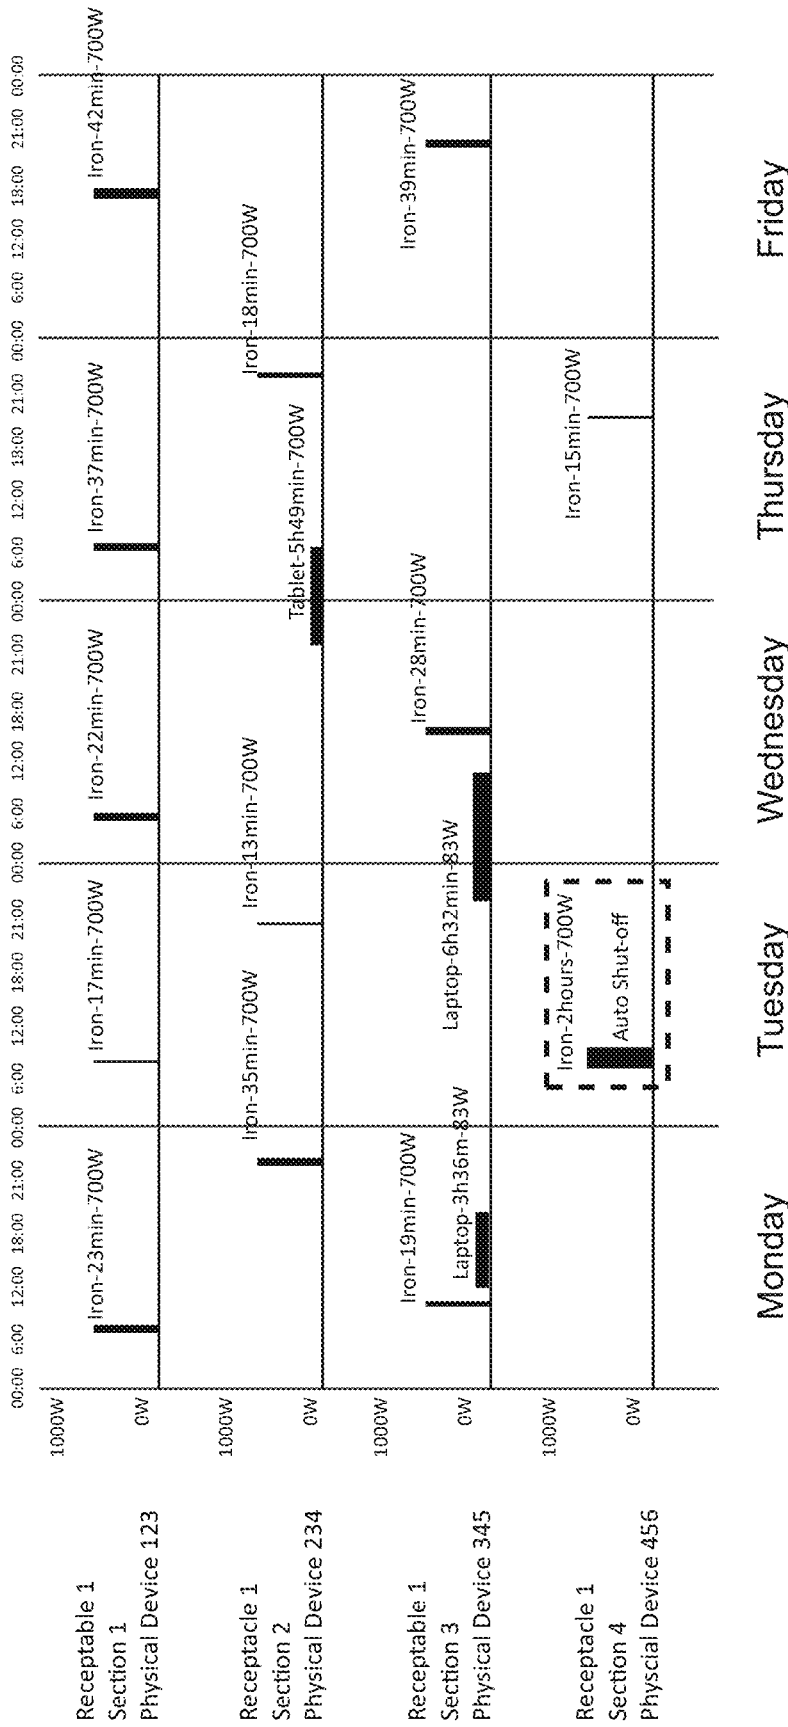 00:00 6:00 12:00 18:00 21:00 00:00 6:00 12:00 18:00 21:00 00:00 6:00 12:00 18:00 21:00 00:00 6:00 12:00 18:00 21:00 00:00 6:00 12:00 18:00 21:00 00:00
Receptable 1
Section 1
Physical Device 123
1000W
0W
Iron-23min-700W
Iron-17min-700W
Iron-22min-700W
Iron-37min-700W
Iron-42min-700W
Receptacle 1
Section 2
Physical Device 234
1000W
0W
Iron-35min-700W
Iron-13min-700W
Tablet-5h49min-700W
Iron-18min-700W
Receptable 1
Section 3
Physical Device 345
1000W
0W
Iron-19min-700W
Laptop-3h36m-83W
Laptop-6h32min-83W
Iron-28min-700W
Iron-39min-700W
Receptacle 1
Section 4
Physcial Device 456
1000W
0W
Iron-2hours-700W
Auto Shut-off
Iron-15min-700W
Monday
Tuesday
Wednesday
Thursday
Friday